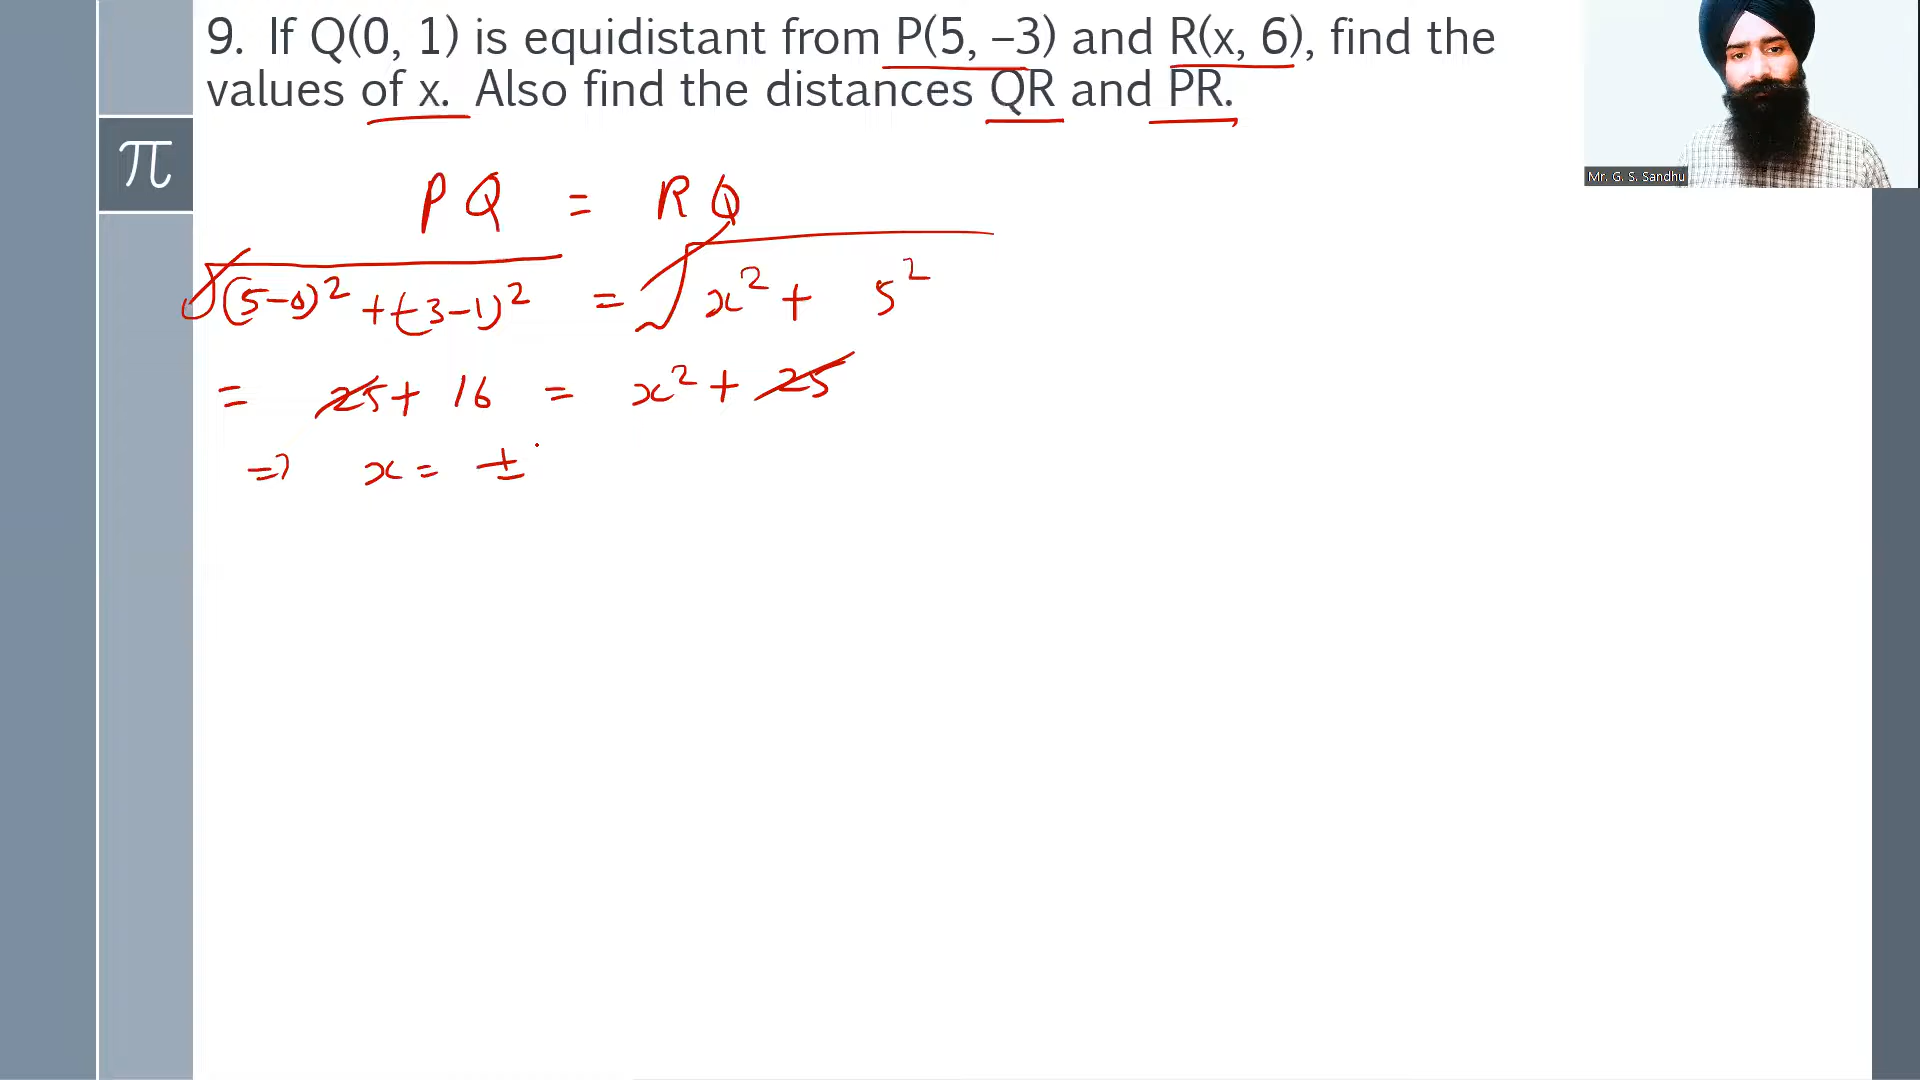 9. If Q(0, 1) is equidistant from P(5, –3) and R(x, 6), find the
values of x. Also find the distances QR and PR.
π
Mr. G. S. Sandhu
PQ = RQ
√(5-0)² + (-3-1)² = √x² + 5²
= 25 + 16 = x² + 25
=> x = ±